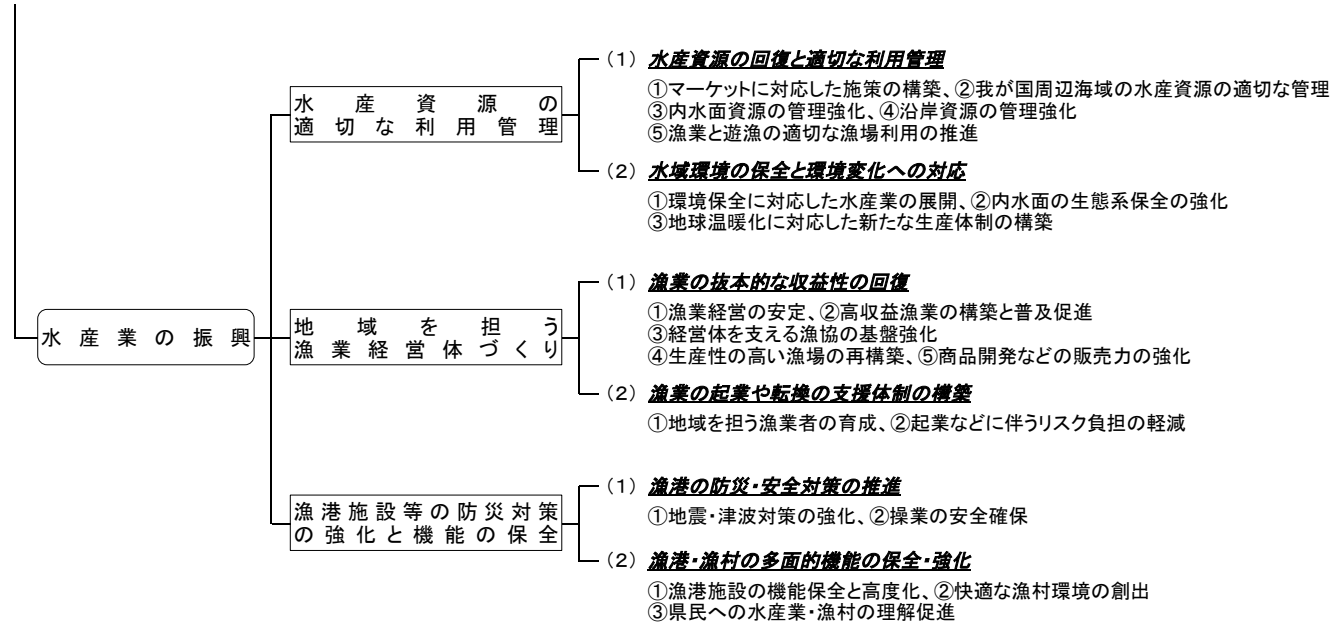 水産業の振興
水産資源の
適切な利用管理
(1) 水産資源の回復と適切な利用管理
①マーケットに対応した施策の構築、②我が国周辺海域の水産資源の適切な管理
③内水面資源の管理強化、④沿岸資源の管理強化
⑤漁業と遊漁の適切な漁場利用の推進
(2) 水域環境の保全と環境変化への対応
①環境保全に対応した水産業の展開、②内水面の生態系保全の強化
③地球温暖化に対応した新たな生産体制の構築
地域を担う
漁業経営体づくり
(1) 漁業の抜本的な収益性の回復
①漁業経営の安定、②高収益漁業の構築と普及促進
③経営体を支える漁協の基盤強化
④生産性の高い漁場の再構築、⑤商品開発などの販売力の強化
(2) 漁業の起業や転換の支援体制の構築
①地域を担う漁業者の育成、②起業などに伴うリスク負担の軽減
漁港施設等の防災対策
の強化と機能の保全
(1) 漁港の防災・安全対策の推進
①地震・津波対策の強化、②操業の安全確保
(2) 漁港・漁村の多面的機能の保全・強化
①漁港施設の機能保全と高度化、②快適な漁村環境の創出
③県民への水産業・漁村の理解促進